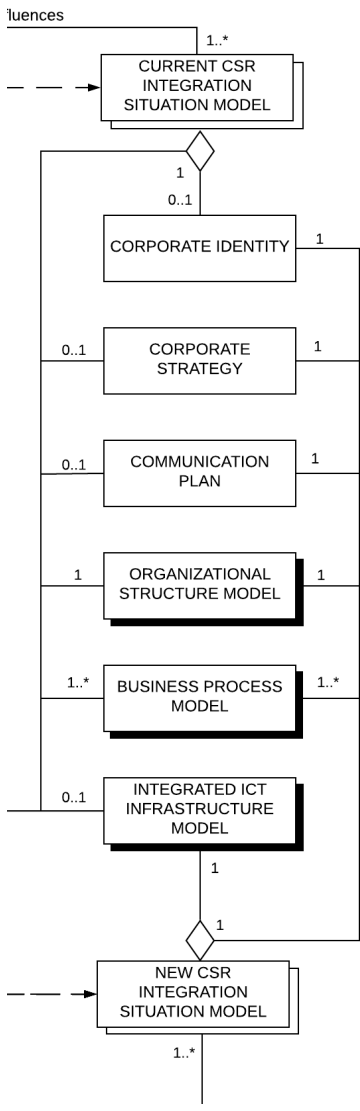 fluences
1..*
CURRENT CSR
INTEGRATION
SITUATION MODEL
1
0..1
CORPORATE IDENTITY
1
0..1
CORPORATE
STRATEGY
1
0..1
COMMUNICATION
PLAN
1
1
ORGANIZATIONAL
STRUCTURE MODEL
1
1..*
BUSINESS PROCESS
MODEL
1..*
0..1
INTEGRATED ICT
INFRASTRUCTURE
MODEL
1
1
NEW CSR
INTEGRATION
SITUATION MODEL
1..*